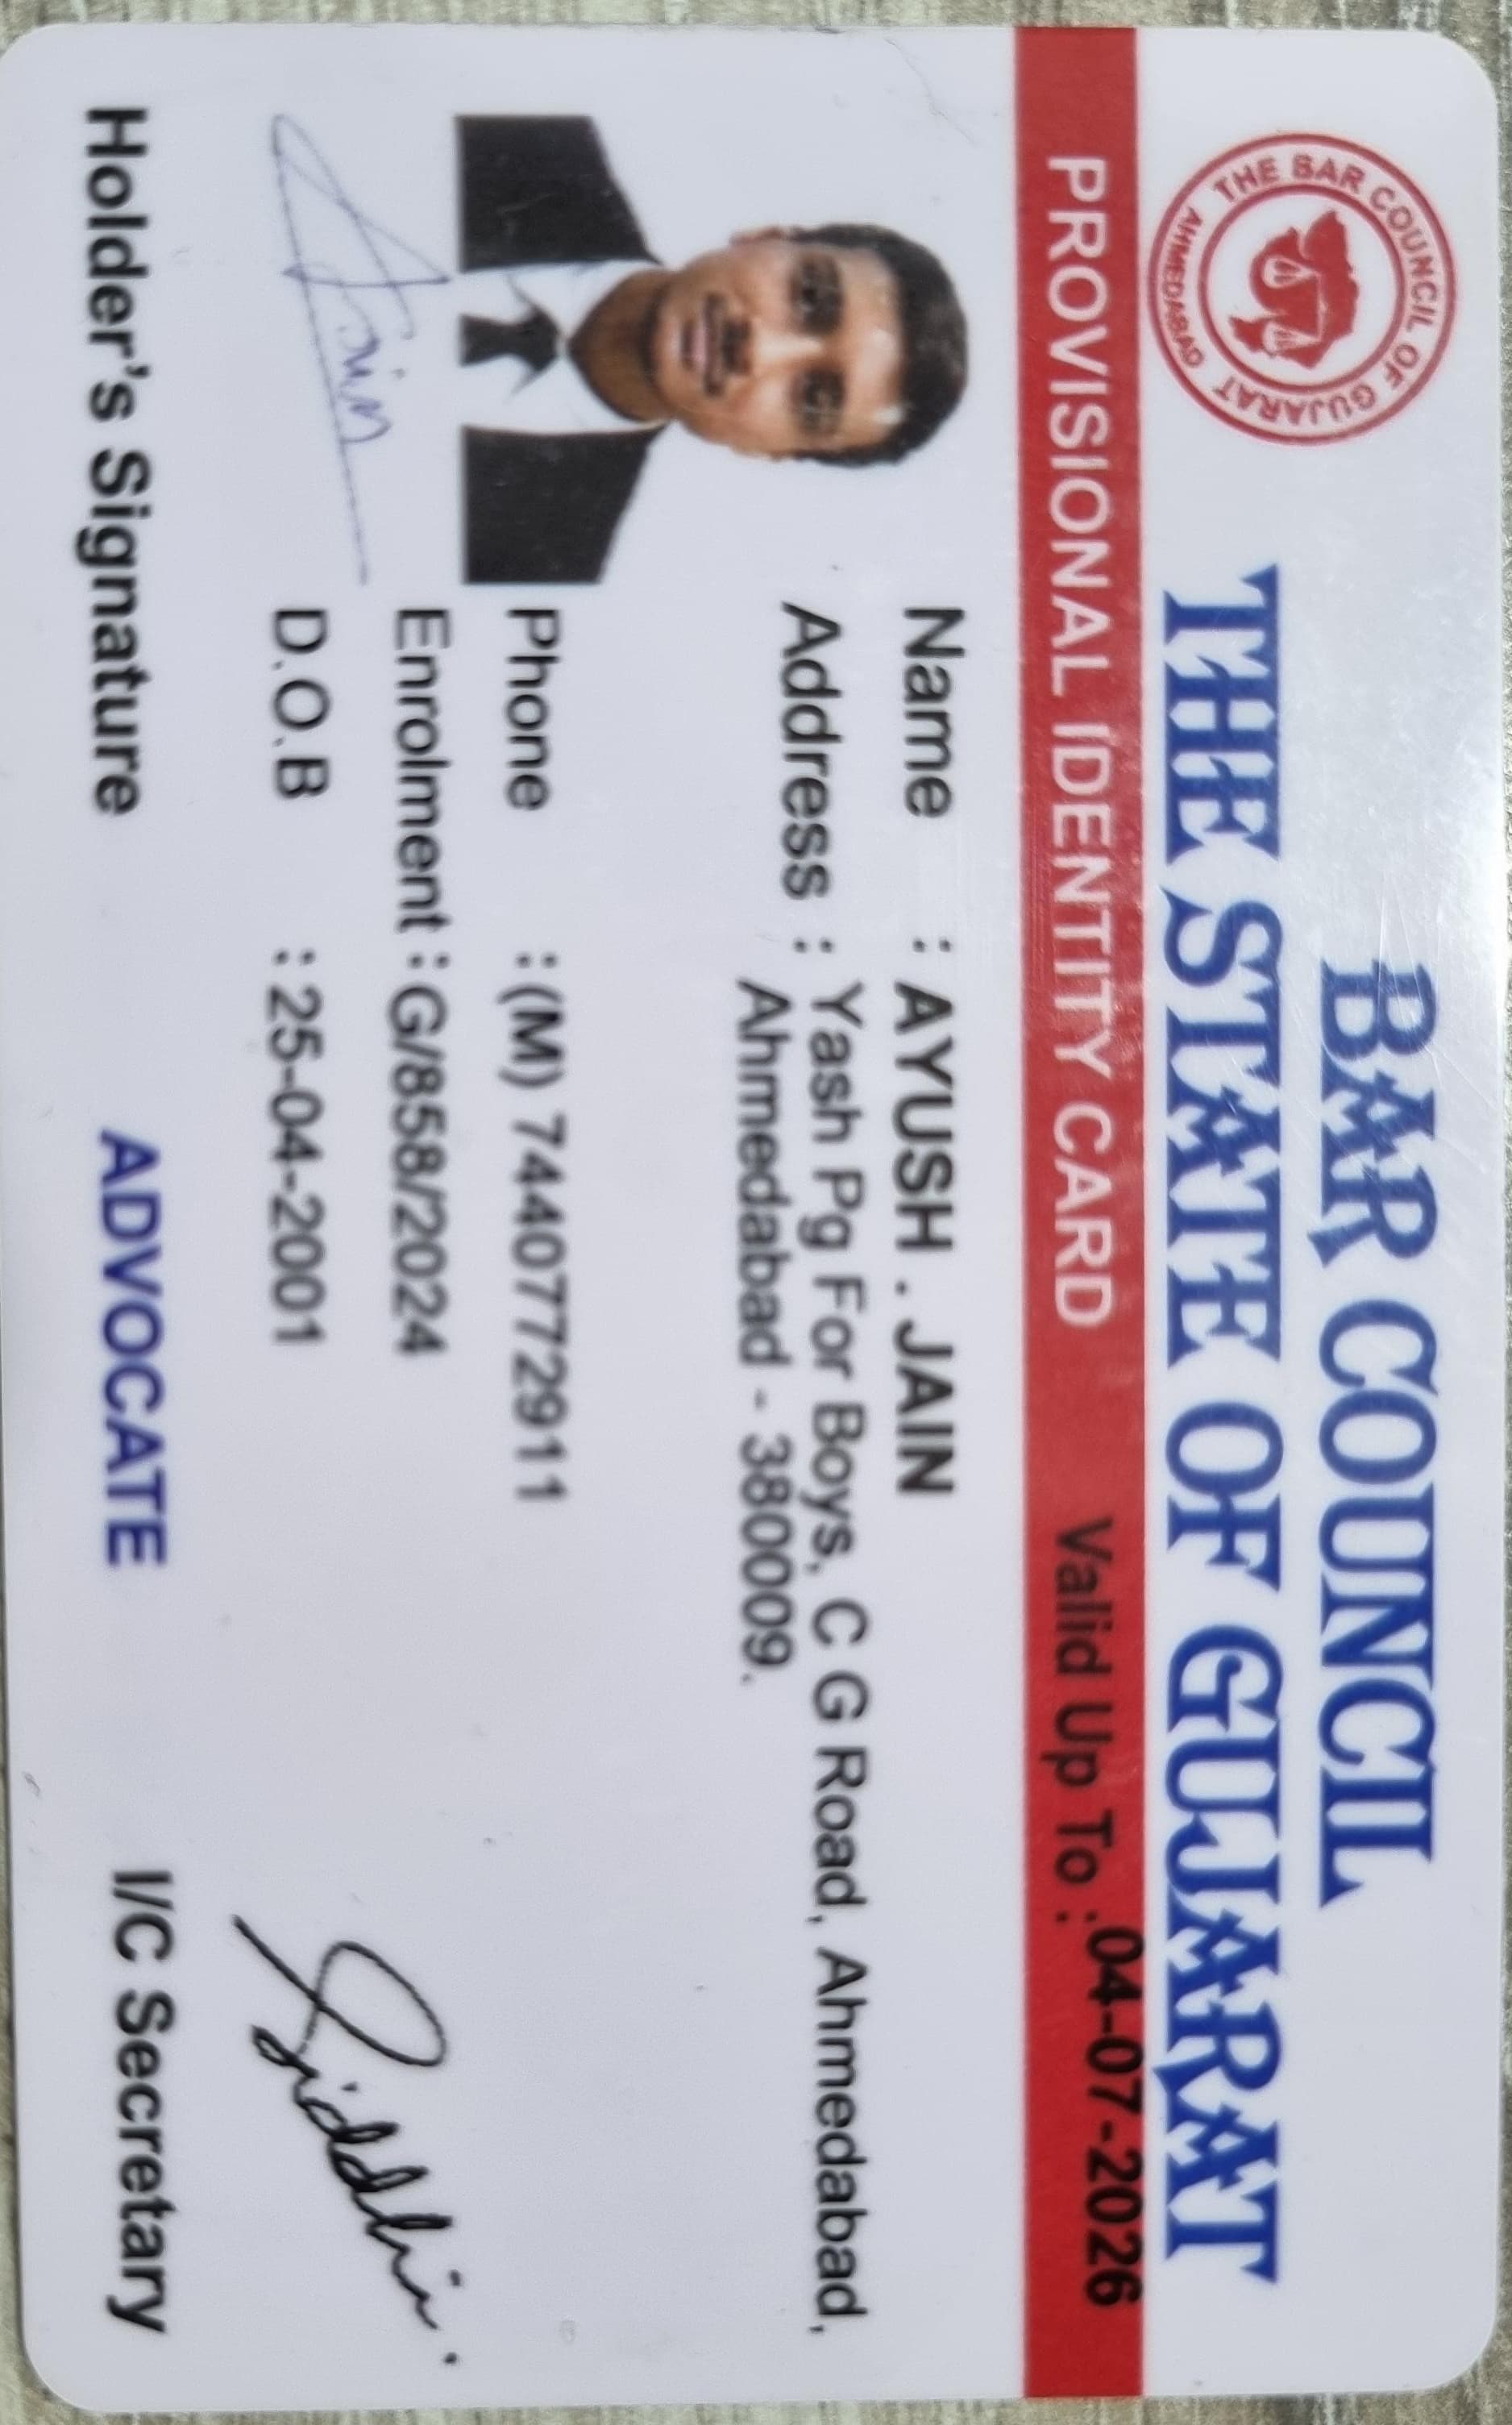 BAR COUNCIL
THE STATE OF GUJARAT
THE BAR COUNCIL OF GUJARAT
AHMEDABAD
PROVISIONAL IDENTITY CARD Valid Up To : .04-07-2026
Name : AYUSH . JAIN
Address : Yash Pg For Boys, C G Road, Ahmedabad,
Ahmedabad - 380009.
Phone : (M) 7440772911
Enrolment : G/858/2024
D.O.B : 25-04-2001
Jain
Siddhi.
Holder's Signature ADVOCATE I/C Secretary